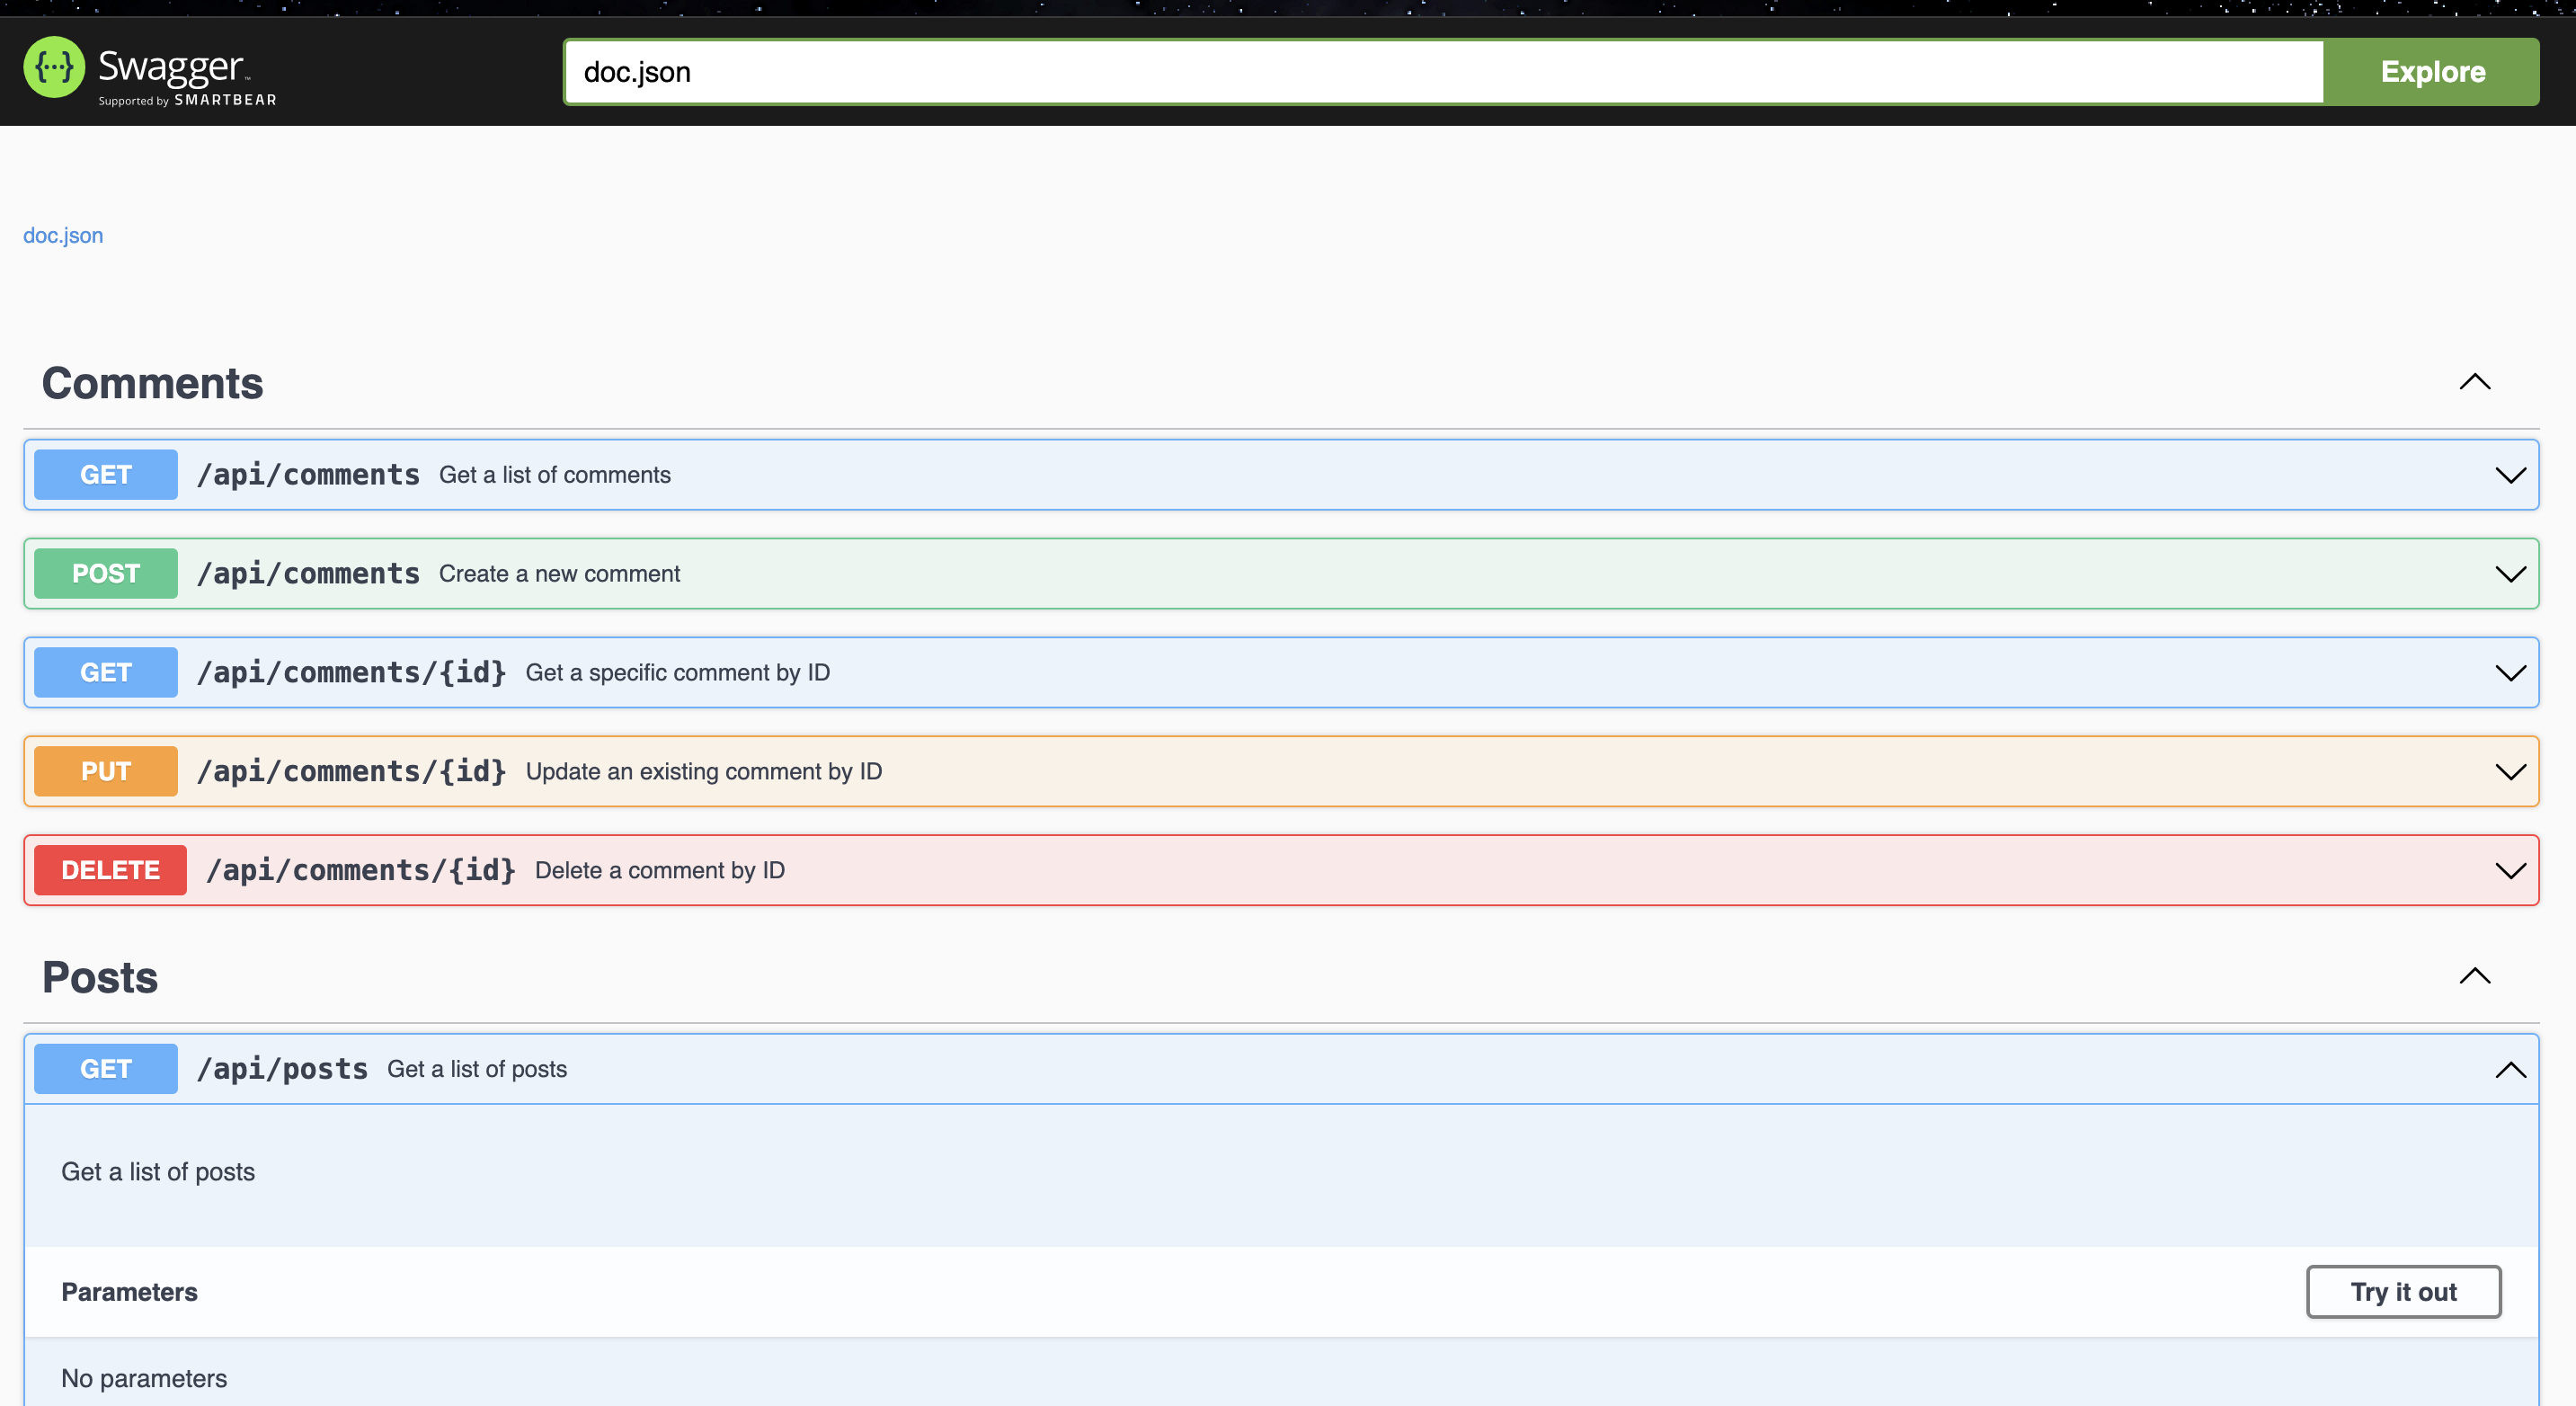 {···} Swagger™
Supported by SMARTBEAR
doc.json
Explore
doc.json
Comments
GET /api/comments Get a list of comments
POST /api/comments Create a new comment
GET /api/comments/{id} Get a specific comment by ID
PUT /api/comments/{id} Update an existing comment by ID
DELETE /api/comments/{id} Delete a comment by ID
Posts
GET /api/posts Get a list of posts
Get a list of posts
Parameters
Try it out
No parameters